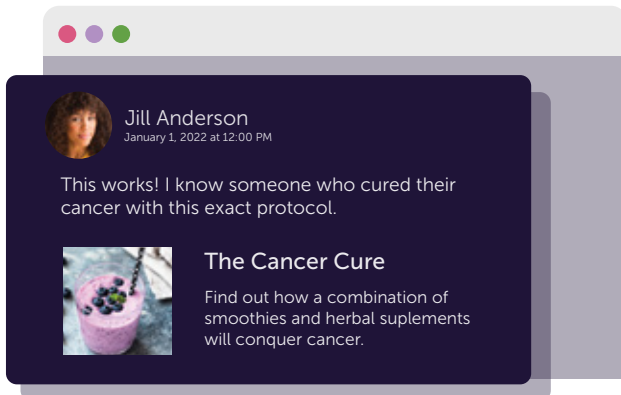 Jill Anderson
January 1, 2022 at 12:00 PM
This works! I know someone who cured their
cancer with this exact protocol.
The Cancer Cure
Find out how a combination of
smoothies and herbal suplements
will conquer cancer.